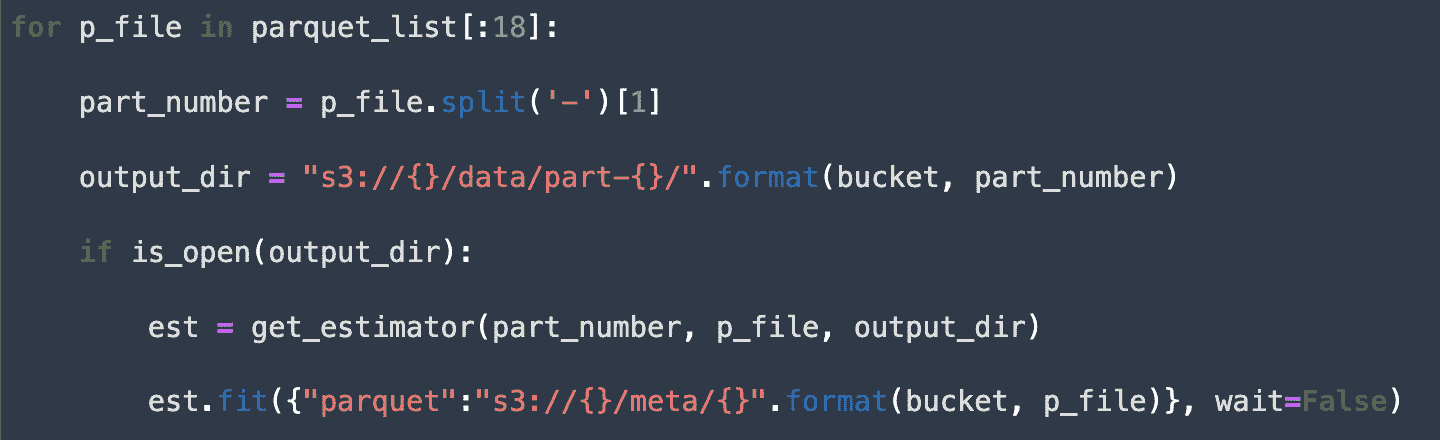 for p_file in parquet_list[:18]:
    part_number = p_file.split('-')[1]
    output_dir = "s3://{}/data/part-{}/".format(bucket, part_number)
    if is_open(output_dir):
        est = get_estimator(part_number, p_file, output_dir)
        est.fit({"parquet":"s3://{}/meta/{}".format(bucket, p_file)}, wait=False)